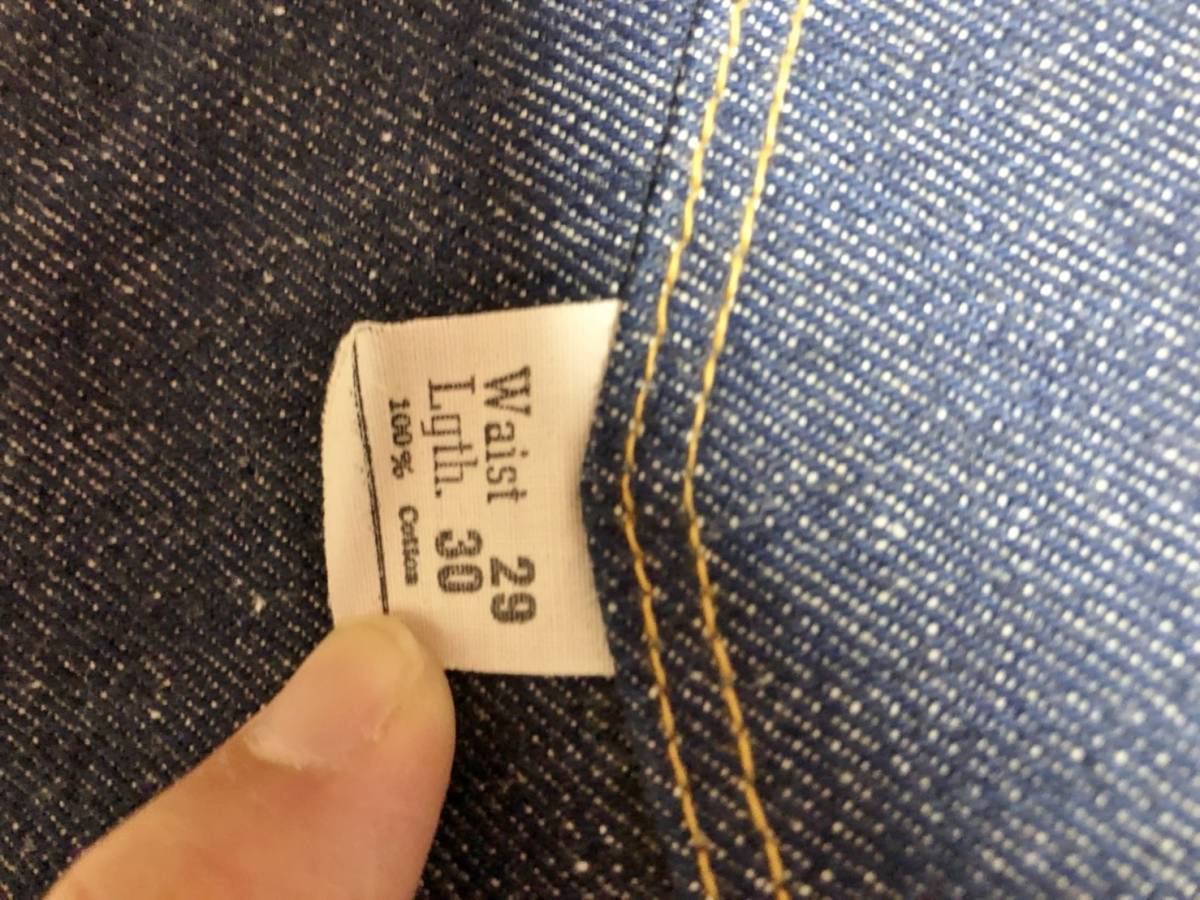 Waist 29
Lgth. 30
100% Cotton